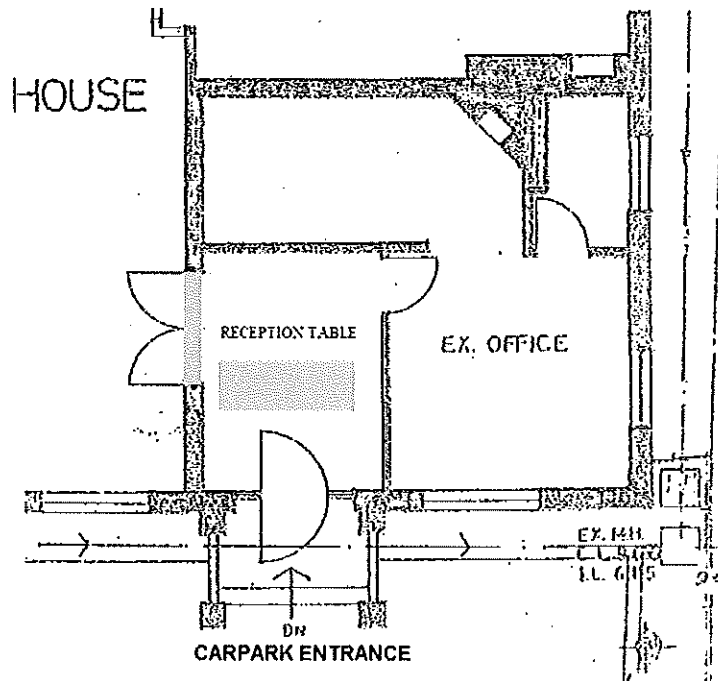 HOUSE
RECEPTION TABLE
EX. OFFICE
EX. MH
DN
CARPARK ENTRANCE